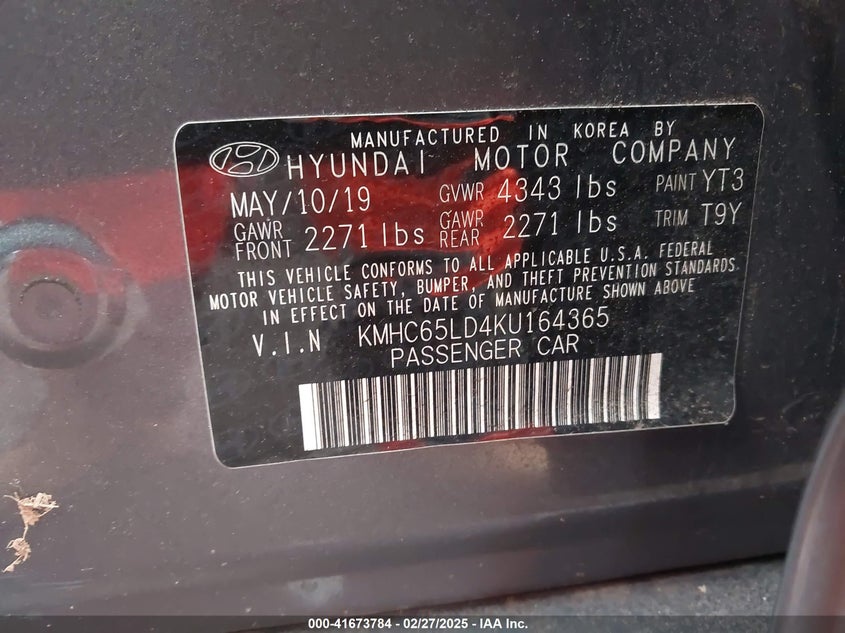 MANUFACTURED IN KOREA BY
HYUNDAI MOTOR COMPANY
MAY/10/19 GVWR 4343 lbs PAINT YT3
GAWR FRONT 2271 lbs GAWR REAR 2271 lbs TRIM T9Y
THIS VEHICLE CONFORMS TO ALL APPLICABLE U.S.A. FEDERAL
MOTOR VEHICLE SAFETY, BUMPER, AND THEFT PREVENTION STANDARDS
IN EFFECT ON THE DATE OF MANUFACTURE SHOWN ABOVE
V.I.N KMHC65LD4KU164365
PASSENGER CAR
000-41673784 - 02/27/2025 - IAA Inc.